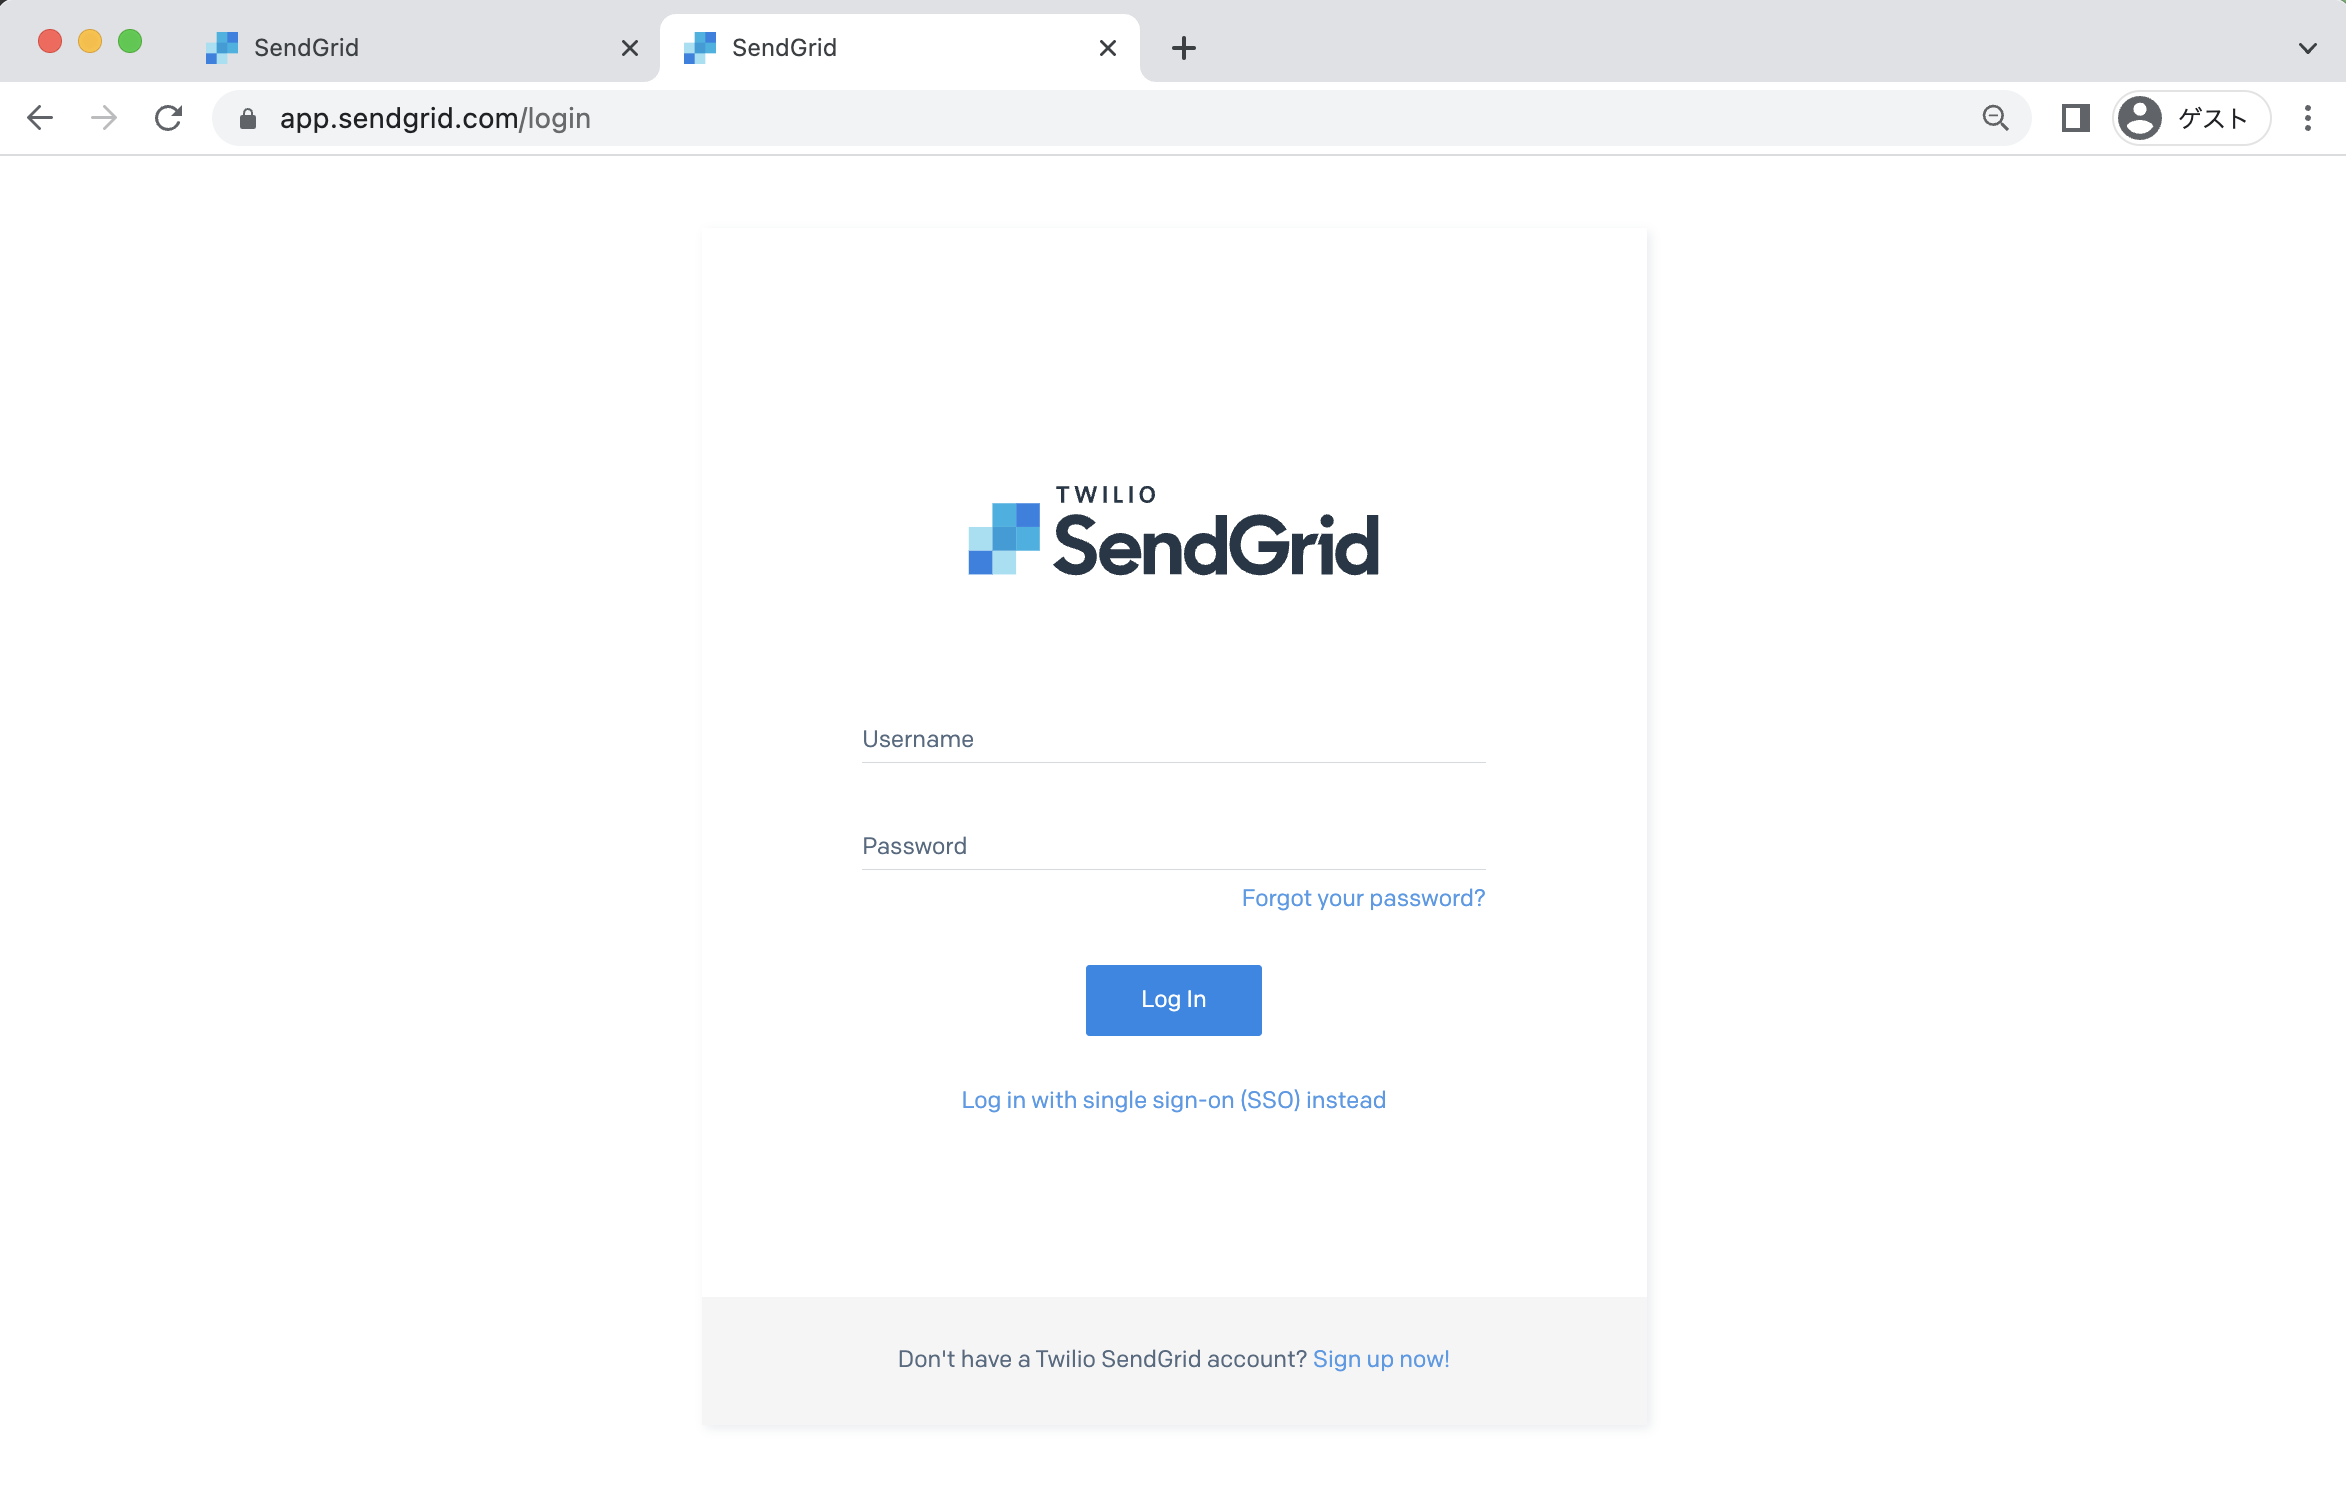 SendGrid
SendGrid
app.sendgrid.com/login
ゲスト
TWILIO
SendGrid
Username
Password
Forgot your password?
Log In
Log in with single sign-on (SSO) instead
Don't have a Twilio SendGrid account? Sign up now!